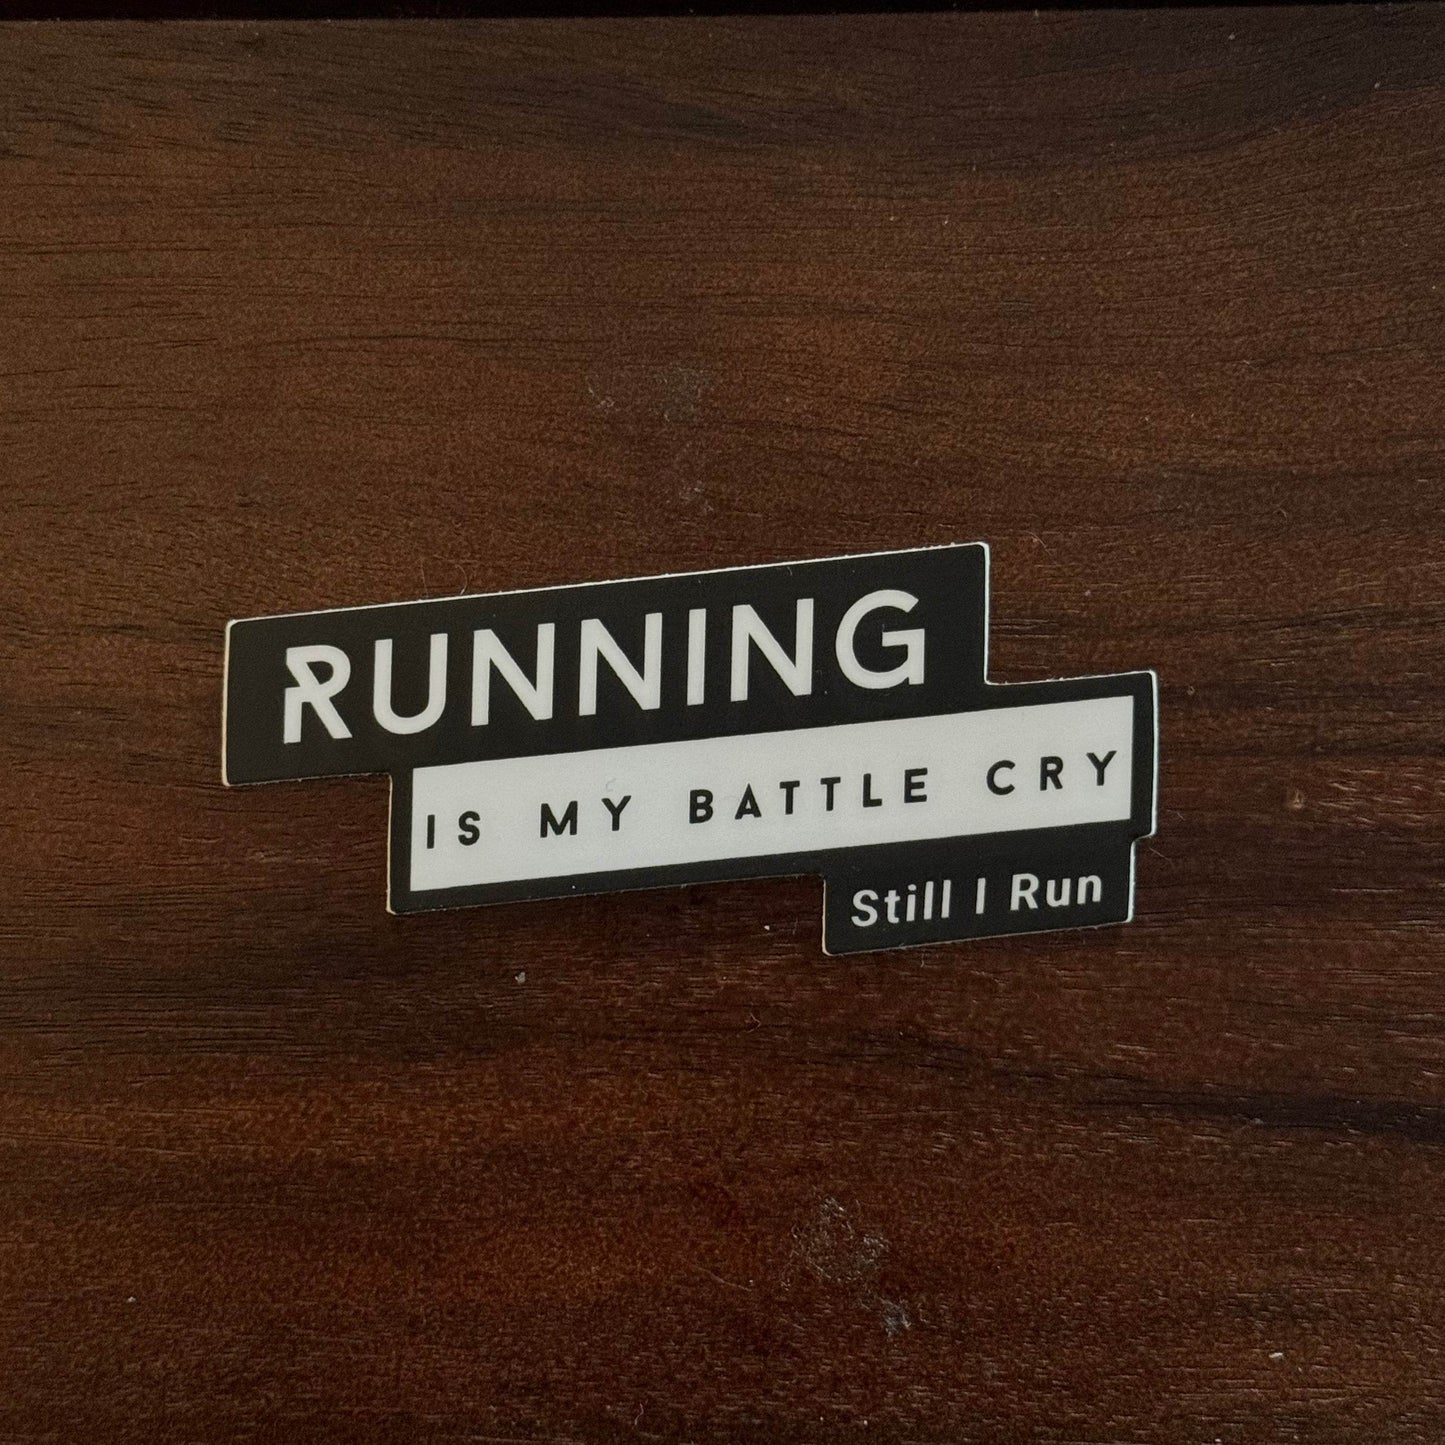 RUNNING
IS MY BATTLE CRY
Still I Run